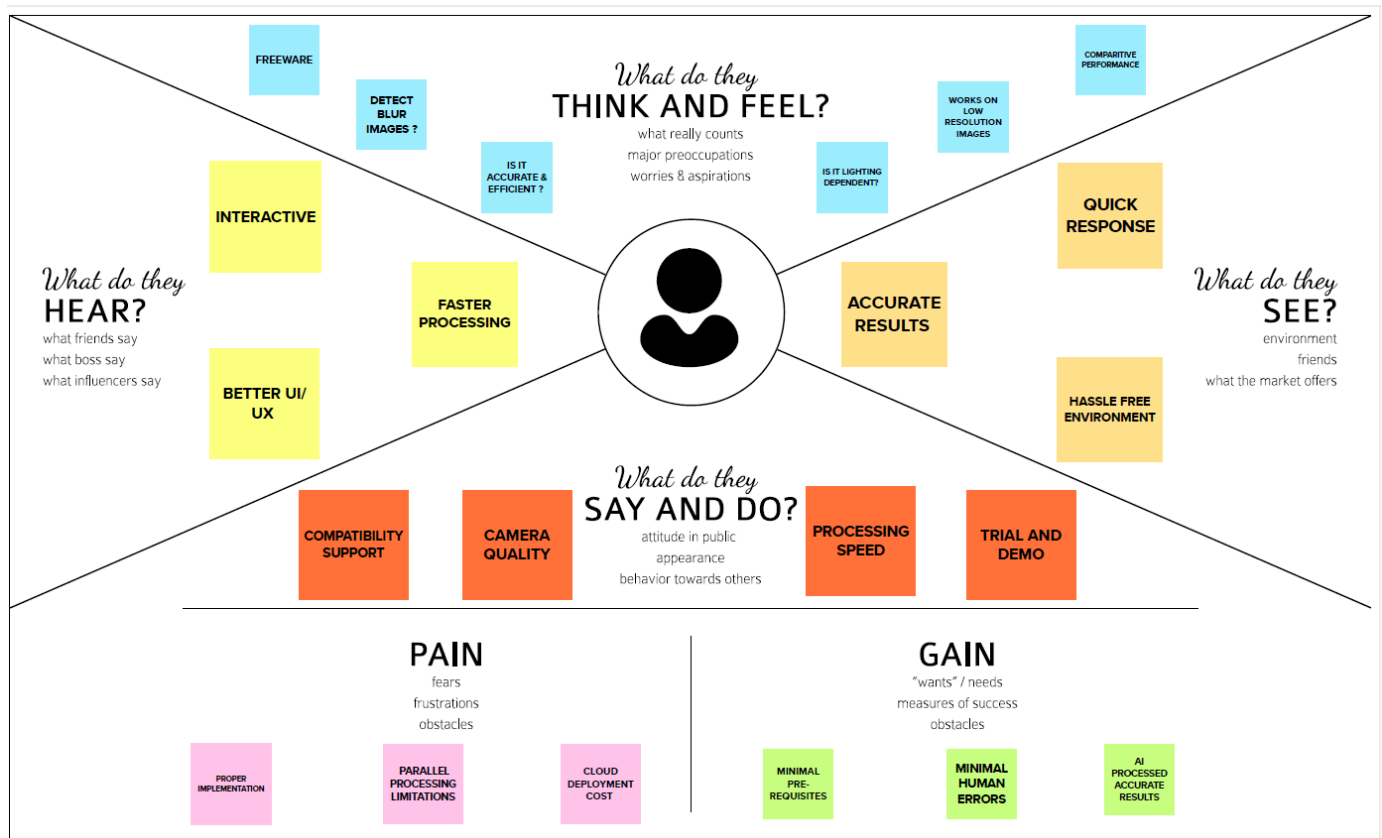 FREEWARE
DETECT
BLUR
IMAGES ?
IS IT
ACCURATE &
EFFICIENT ?
What do they
THINK AND FEEL?
what really counts
major preoccupations
worries & aspirations
IS IT LIGHTING
DEPENDENT?
WORKS ON
LOW
RESOLUTION
IMAGES
COMPARITIVE
PERFORMANCE
What do they
HEAR?
what friends say
what boss say
what influencers say
INTERACTIVE
FASTER
PROCESSING
BETTER UI/
UX
ACCURATE
RESULTS
QUICK
RESPONSE
HASSLE FREE
ENVIRONMENT
What do they
SEE?
environment
friends
what the market offers
COMPATIBILITY
SUPPORT
CAMERA
QUALITY
What do they
SAY AND DO?
attitude in public
appearance
behavior towards others
PROCESSING
SPEED
TRIAL AND
DEMO
PAIN
fears
frustrations
obstacles
PROPER
IMPLEMENTATION
PARALLEL
PROCESSING
LIMITATIONS
CLOUD
DEPLOYMENT
COST
GAIN
"wants" / needs
measures of success
obstacles
MINIMAL
PRE-
REQUISITES
MINIMAL
HUMAN
ERRORS
AI
PROCESSED
ACCURATE
RESULTS